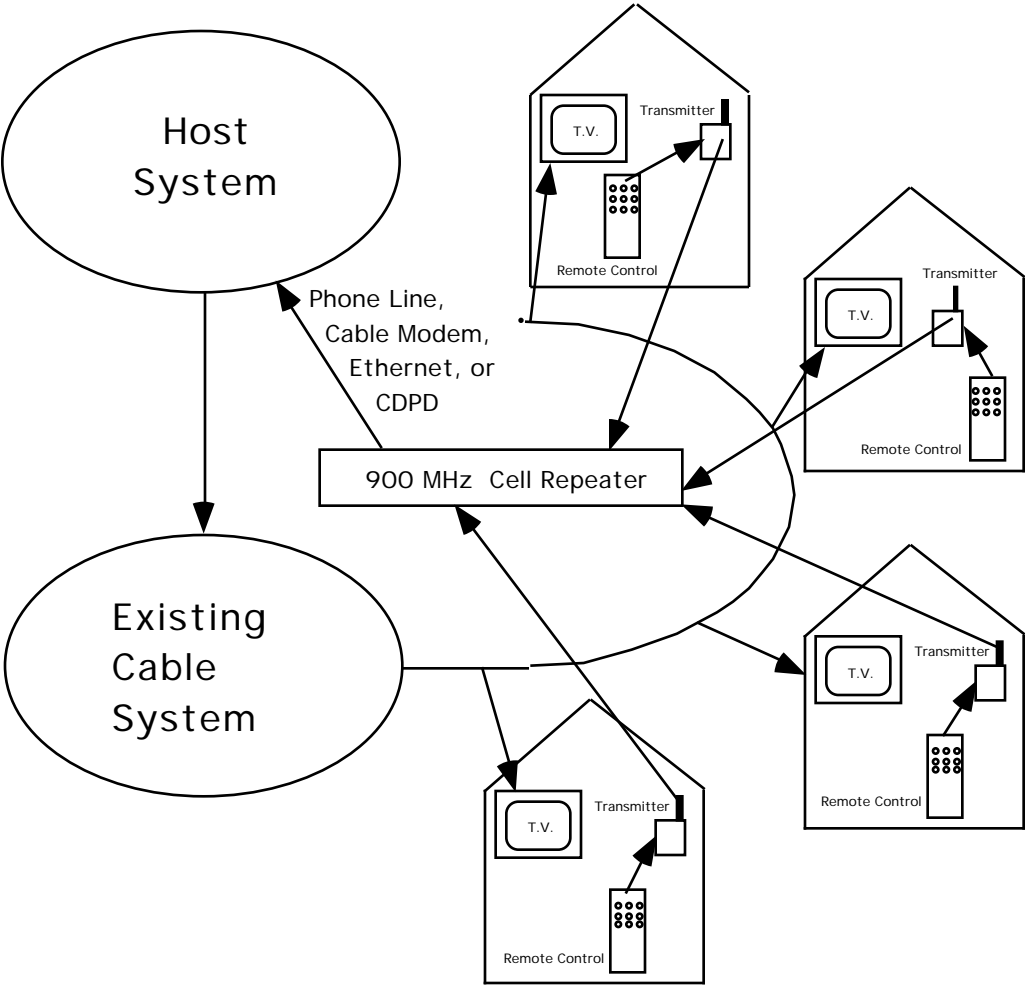 Host
System
Phone Line,
Cable Modem,
Ethernet, or
CDPD
900 MHz Cell Repeater
Existing
Cable
System
Transmitter
T.V.
Remote Control
Transmitter
T.V.
Remote Control
Transmitter
T.V.
Remote Control
Transmitter
T.V.
Remote Control